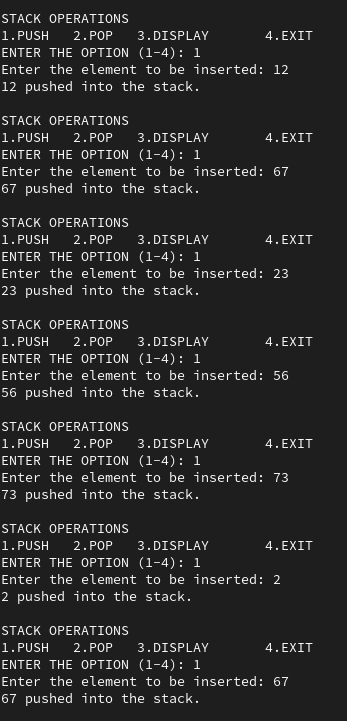 STACK OPERATIONS
1.PUSH   2.POP   3.DISPLAY       4.EXIT
ENTER THE OPTION (1-4): 1
Enter the element to be inserted: 12
12 pushed into the stack.

STACK OPERATIONS
1.PUSH   2.POP   3.DISPLAY       4.EXIT
ENTER THE OPTION (1-4): 1
Enter the element to be inserted: 67
67 pushed into the stack.

STACK OPERATIONS
1.PUSH   2.POP   3.DISPLAY       4.EXIT
ENTER THE OPTION (1-4): 1
Enter the element to be inserted: 23
23 pushed into the stack.

STACK OPERATIONS
1.PUSH   2.POP   3.DISPLAY       4.EXIT
ENTER THE OPTION (1-4): 1
Enter the element to be inserted: 56
56 pushed into the stack.

STACK OPERATIONS
1.PUSH   2.POP   3.DISPLAY       4.EXIT
ENTER THE OPTION (1-4): 1
Enter the element to be inserted: 73
73 pushed into the stack.

STACK OPERATIONS
1.PUSH   2.POP   3.DISPLAY       4.EXIT
ENTER THE OPTION (1-4): 1
Enter the element to be inserted: 2
2 pushed into the stack.

STACK OPERATIONS
1.PUSH   2.POP   3.DISPLAY       4.EXIT
ENTER THE OPTION (1-4): 1
Enter the element to be inserted: 67
67 pushed into the stack.